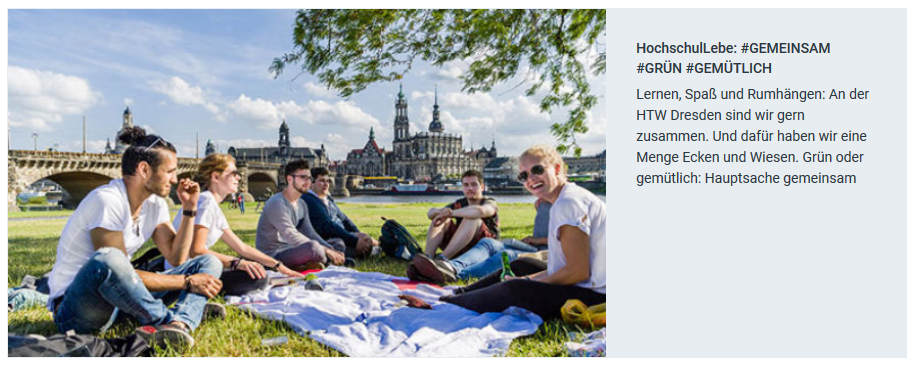 HochschulLebe: #GEMEINSAM
#GRÜN #GEMÜTLICH
Lernen, Spaß und Rumhängen: An der
HTW Dresden sind wir gern
zusammen. Und dafür haben wir eine
Menge Ecken und Wiesen. Grün oder
gemütlich: Hauptsache gemeinsam